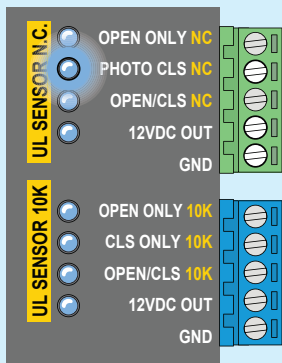 UL SENSOR N.C.
OPEN ONLY NC
PHOTO CLS NC
OPEN/CLS NC
12VDC OUT
GND
UL SENSOR 10K
OPEN ONLY 10K
CLS ONLY 10K
OPEN/CLS 10K
12VDC OUT
GND